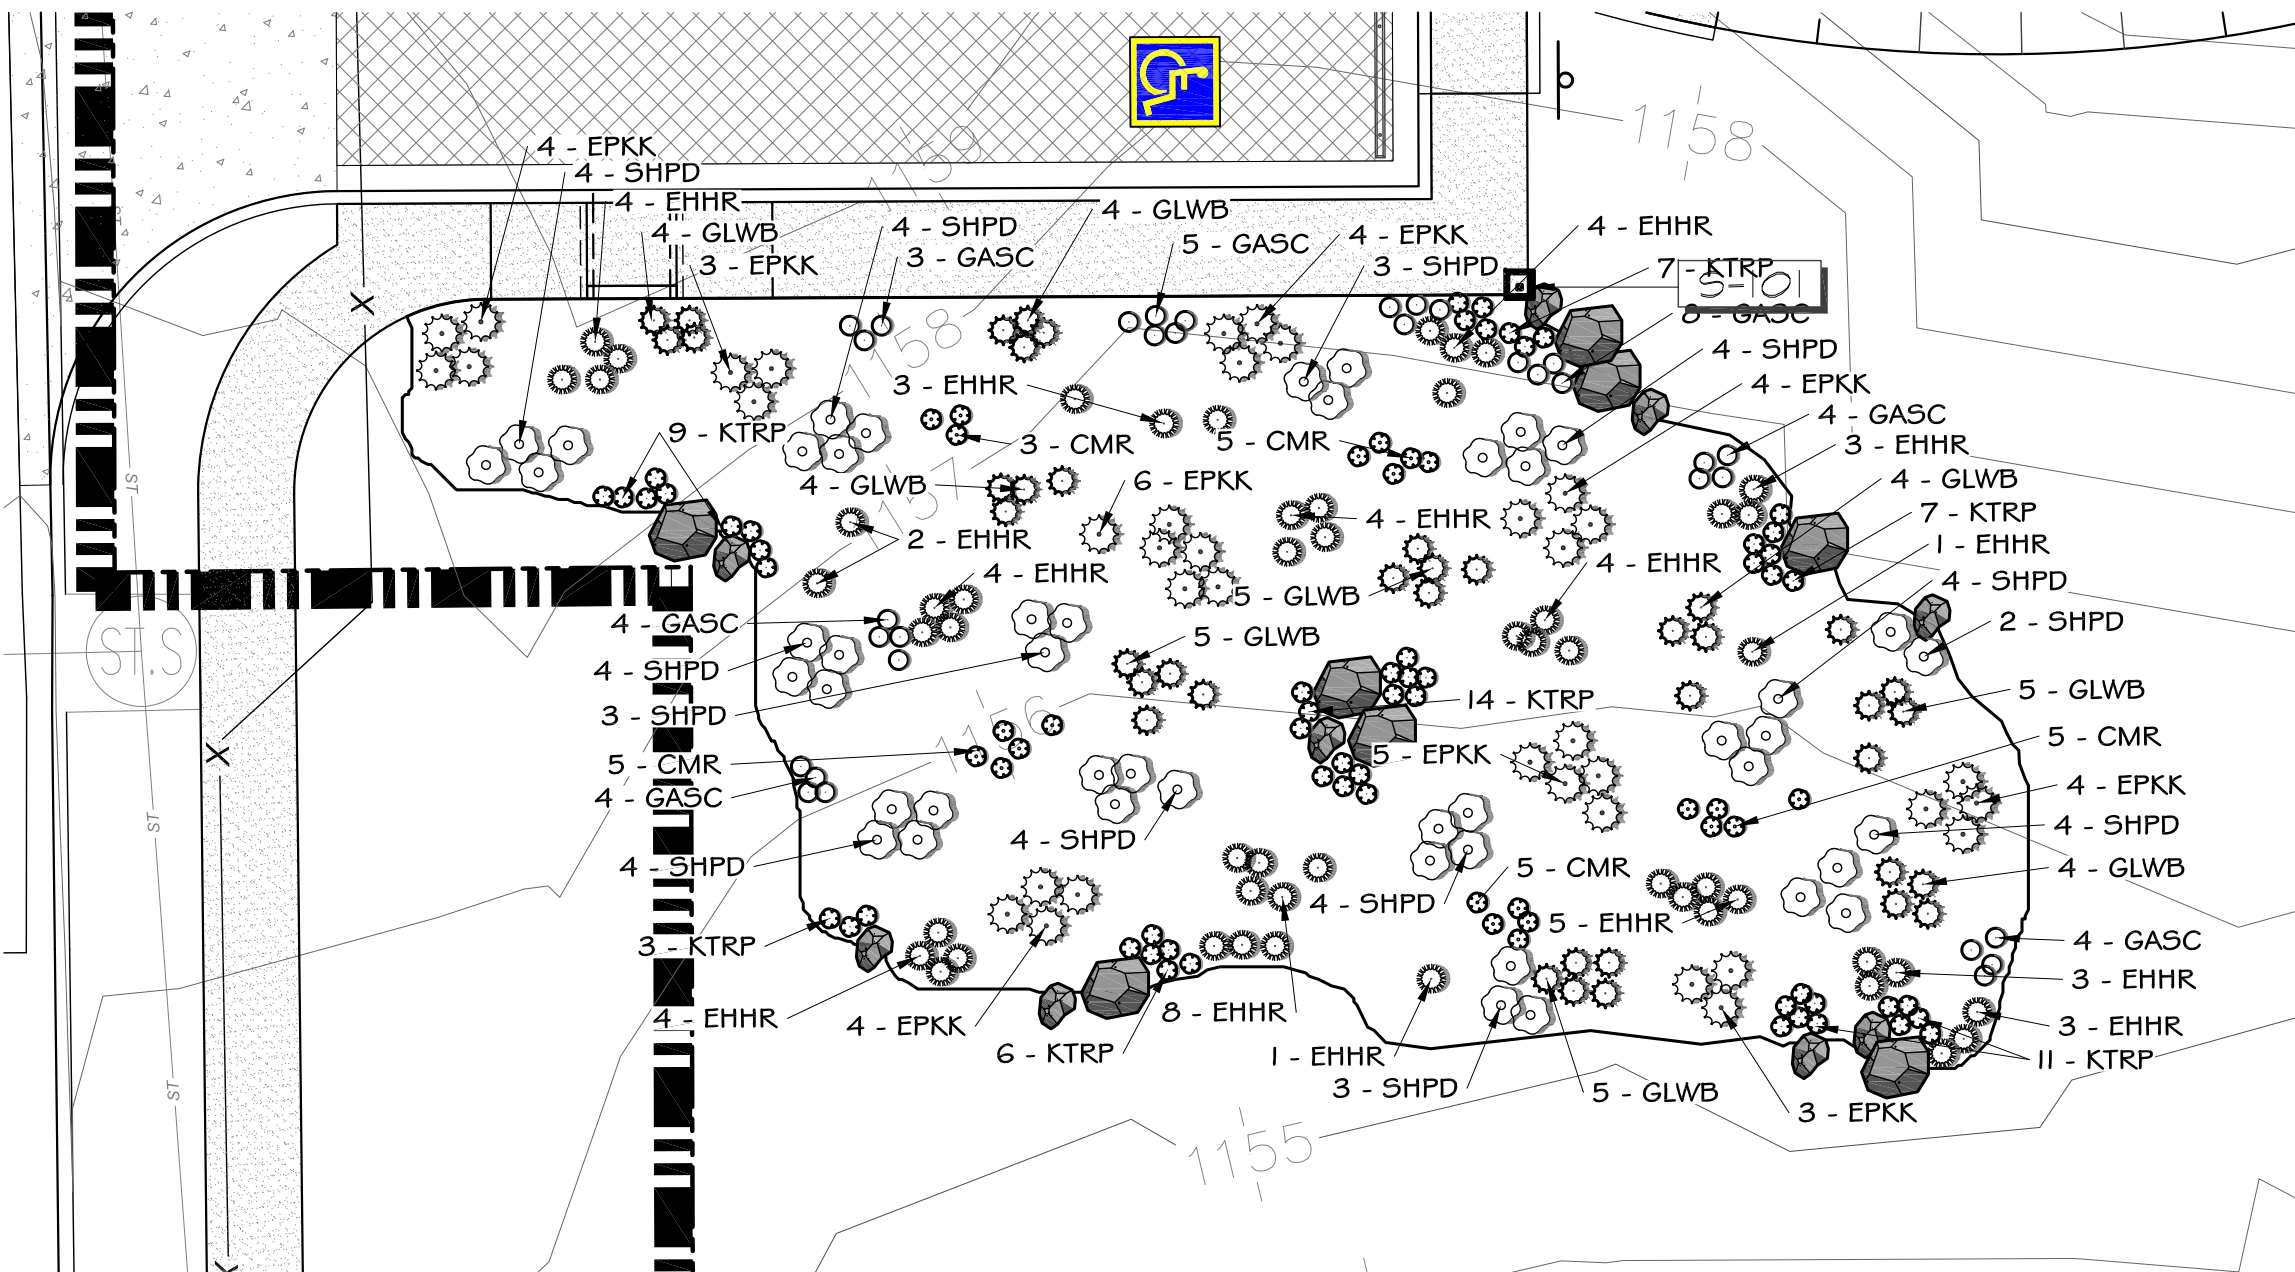 1159
1158
4 - EPKK
4 - SHPD
4 - EHHR
4 - GLWB
3 - EPKK
4 - SHPD
3 - GASC
4 - GLWB
5 - GASC
4 - EPKK
3 - SHPD
4 - EHHR
7 - KTRP
S-101
8 - GASC
4 - SHPD
4 - EPKK
4 - GASC
3 - EHHR
4 - GLWB
7 - KTRP
1 - EHHR
4 - SHPD
2 - SHPD
X
1158
3 - EHHR
9 - KTRP
3 - CMR
5 - CMR
4 - GLWB
6 - EPKK
1157
ST
ST
4 - EHHR
2 - EHHR
4 - EHHR
4 - EHHR
5 - GLWB
4 - GASC
5 - GLWB
ST.S
4 - SHPD
5 - GLWB
14 - KTRP
3 - SHPD
1156
5 - CMR
X
5 - EPKK
5 - CMR
4 - EPKK
4 - GASC
ST
4 - SHPD
4 - SHPD
4 - SHPD
5 - CMR
4 - GLWB
4 - SHPD
5 - EHHR
3 - KTRP
4 - GASC
3 - EHHR
4 - EHHR
4 - EPKK
8 - EHHR
3 - EHHR
6 - KTRP
1 - EHHR
11 - KTRP
ST
3 - SHPD
5 - GLWB
3 - EPKK
1155
X